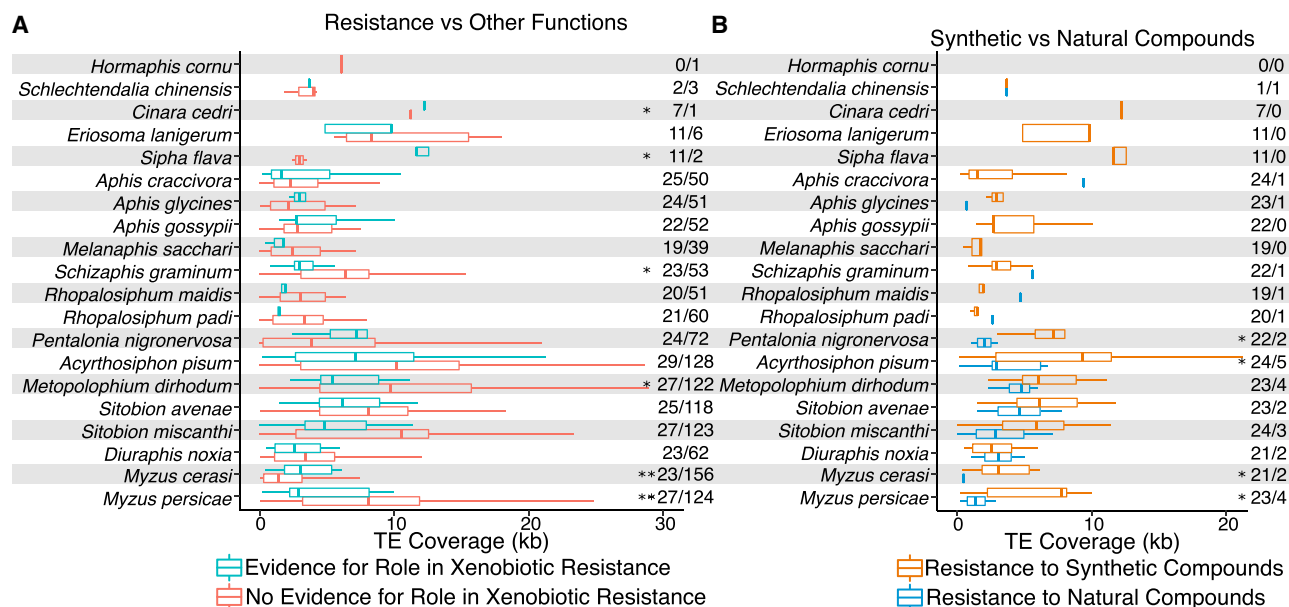 A
Resistance vs Other Functions
Hormaphis cornu 0/1
Schlechtendalia chinensis 2/3
Cinara cedri * 7/1
Eriosoma lanigerum 11/6
Sipha flava * 11/2
Aphis craccivora 25/50
Aphis glycines 24/51
Aphis gossypii 22/52
Melanaphis sacchari 19/39
Schizaphis graminum * 23/53
Rhopalosiphum maidis 20/51
Rhopalosiphum padi 21/60
Pentalonia nigronervosa 24/72
Acyrthosiphon pisum 29/128
Metopolophium dirhodum * 27/122
Sitobion avenae 25/118
Sitobion miscanthi 27/123
Diuraphis noxia 23/62
Myzus cerasi ** 23/156
Myzus persicae ** 27/124
0 10 20 30
TE Coverage (kb)
Evidence for Role in Xenobiotic Resistance
No Evidence for Role in Xenobiotic Resistance
B
Synthetic vs Natural Compounds
Hormaphis cornu 0/0
Schlechtendalia chinensis 1/1
Cinara cedri 7/0
Eriosoma lanigerum 11/0
Sipha flava 11/0
Aphis craccivora 24/1
Aphis glycines 23/1
Aphis gossypii 22/0
Melanaphis sacchari 19/0
Schizaphis graminum 22/1
Rhopalosiphum maidis 19/1
Rhopalosiphum padi 20/1
Pentalonia nigronervosa * 22/2
Acyrthosiphon pisum * 24/5
Metopolophium dirhodum 23/4
Sitobion avenae 23/2
Sitobion miscanthi 24/3
Diuraphis noxia 21/2
Myzus cerasi * 21/2
Myzus persicae * 23/4
0 10 20
TE Coverage (kb)
Resistance to Synthetic Compounds
Resistance to Natural Compounds